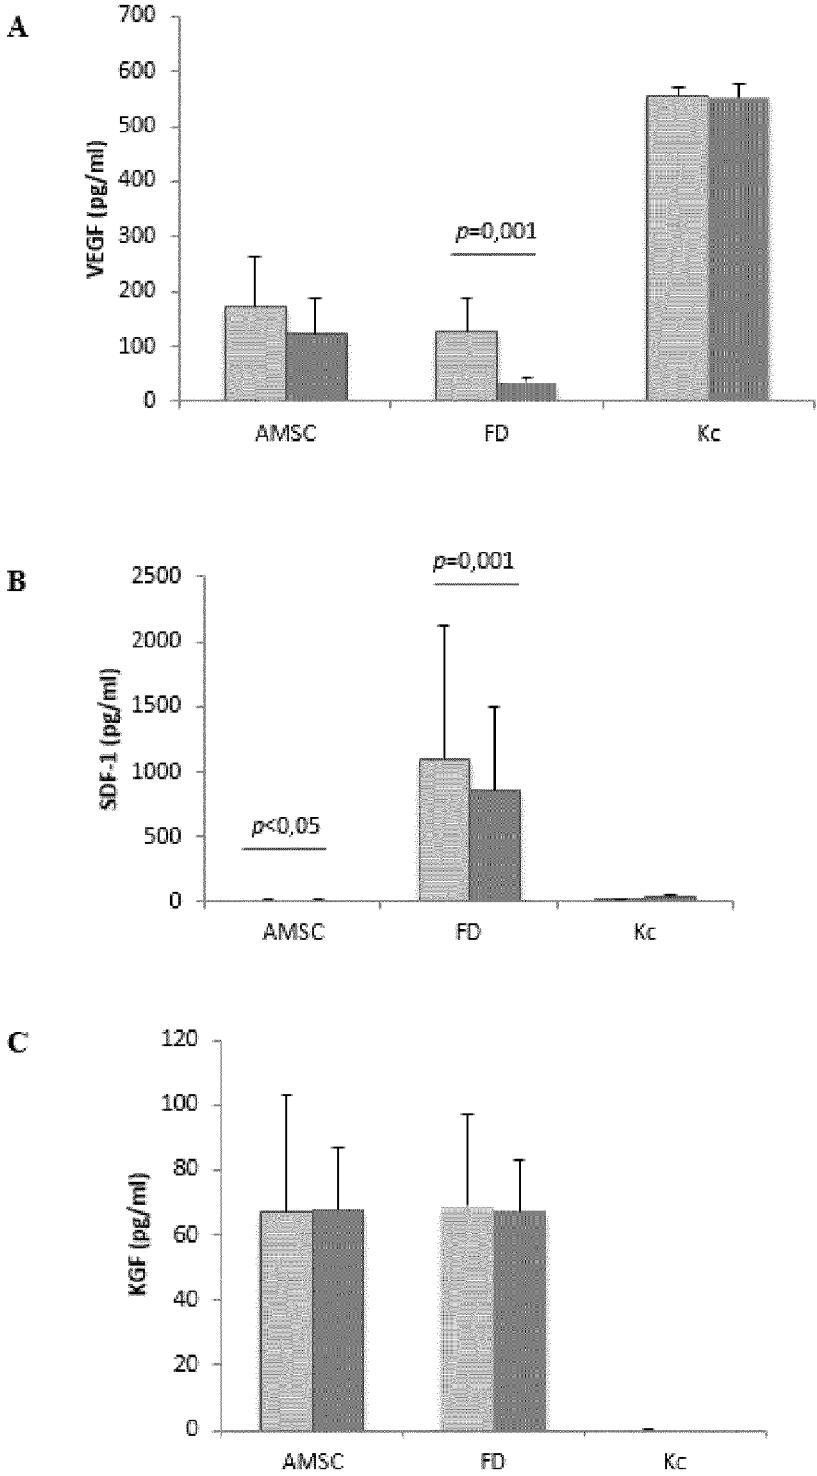 A
VEGF (pg/ml)
700
600
500
400
300
200
100
0
p=0,001
AMSC FD Kc
B
SDF-1 (pg/ml)
2500
2000
1500
1000
500
0
p<0,05
p=0,001
AMSC FD Kc
C
KGF (pg/ml)
120
100
80
60
40
20
0
AMSC FD Kc